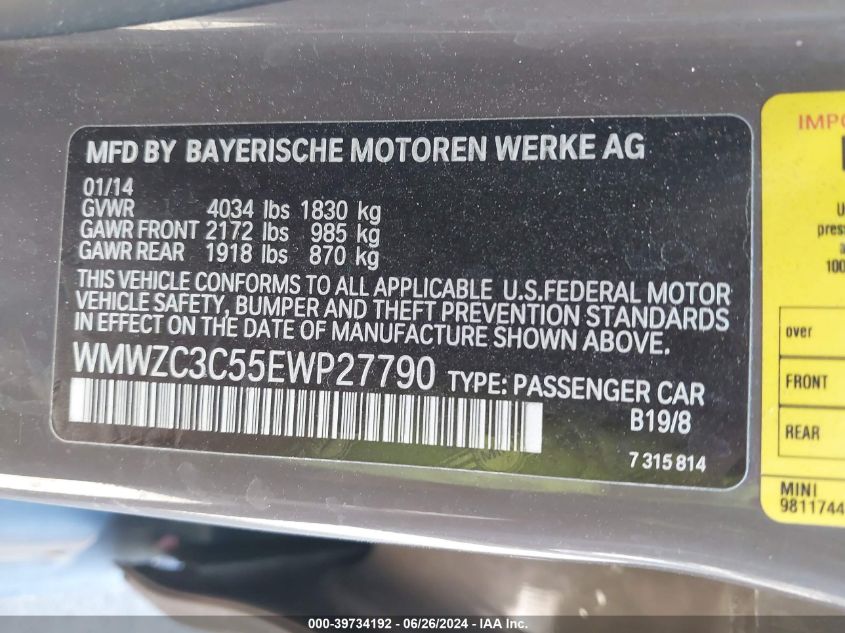 MFD BY BAYERISCHE MOTOREN WERKE AG
01/14
GVWR 4034 lbs 1830 kg
GAWR FRONT 2172 lbs 985 kg
GAWR REAR 1918 lbs 870 kg
THIS VEHICLE CONFORMS TO ALL APPLICABLE U.S.FEDERAL MOTOR
VEHICLE SAFETY, BUMPER AND THEFT PREVENTION STANDARDS
IN EFFECT ON THE DATE OF MANUFACTURE SHOWN ABOVE.
WMWZC3C55EWP27790 TYPE: PASSENGER CAR
B19/8
7 315 814
IMPO
U
press
a
100
over
FRONT
REAR
MINI
9811744
000-39734192 - 06/26/2024 - IAA Inc.